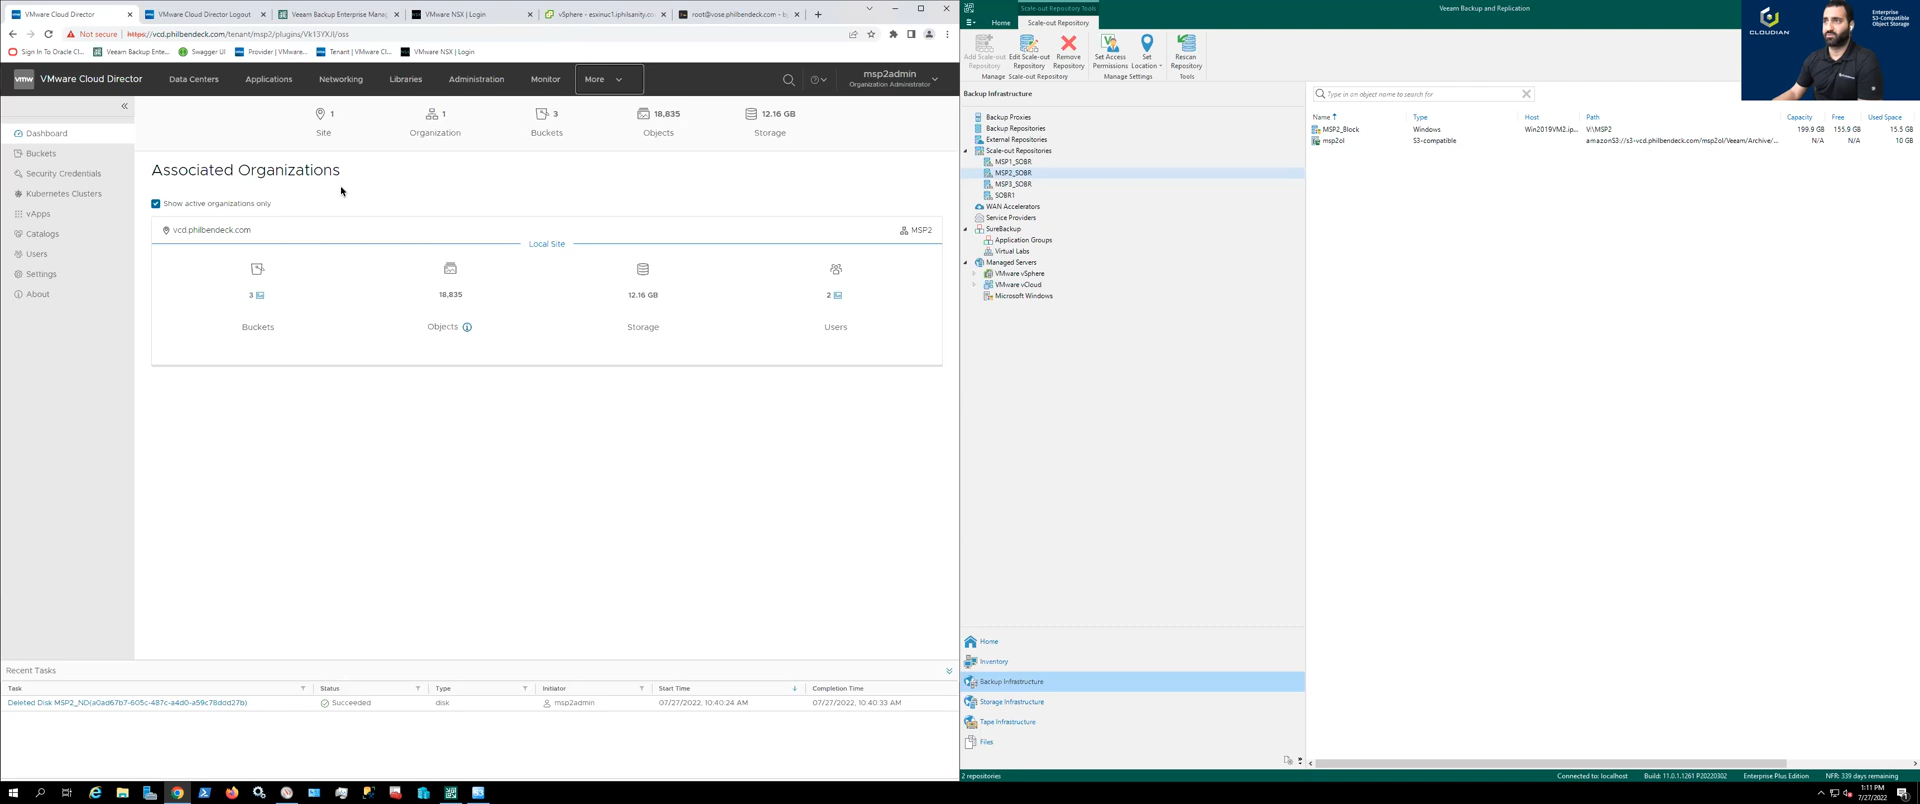 VMware Cloud Director
VMware Cloud Director Logout
Veeam Backup Enterprise Mana
VMware NSX | Login
vSphere - esxinuc1.iphilsanity.co
root@vose.philbendeck.com - b
Not secure
https://vcd.philbendeck.com/tenant/msp2/plugins/Vk13YXJl/oss
Sign In To Oracle Cl...
Veeam Backup Ente...
Swagger UI
Provider | VMware...
Tenant | VMware Cl...
VMware NSX | Login
vmw
VMware Cloud Director
Data Centers
Applications
Networking
Libraries
Administration
Monitor
More
msp2admin
Organization Administrator
Dashboard
Buckets
Security Credentials
Kubernetes Clusters
vApps
Catalogs
Users
Settings
About
1
Site
1
Organization
3
Buckets
18,835
Objects
12.16 GB
Storage
Associated Organizations
Show active organizations only
vcd.philbendeck.com
MSP2
Local Site
3
18,835
12.16 GB
2
Buckets
Objects
Storage
Users
Recent Tasks
Task
Status
Type
Initiator
Start Time
Completion Time
Deleted Disk MSP2_ND(a0ad67b7-605c-487c-a4d0-a59c78ddd27b)
Succeeded
disk
msp2admin
07/27/2022, 10:40:24 AM
07/27/2022, 10:40:33 AM
Scale-out Repository Tools
Veeam Backup and Replication
Home
Scale-out Repository
Add Scale-out
Repository
Edit Scale-out
Repository
Remove
Repository
Set Access
Permissions
Set
Location
Rescan
Repository
Manage Scale-out Repository
Manage Settings
Tools
Backup Infrastructure
Backup Proxies
Backup Repositories
External Repositories
Scale-out Repositories
MSP1_SOBR
MSP2_SOBR
MSP3_SOBR
SOBR1
WAN Accelerators
Service Providers
SureBackup
Application Groups
Virtual Labs
Managed Servers
VMware vSphere
VMware vCloud
Microsoft Windows
Home
Inventory
Backup Infrastructure
Storage Infrastructure
Tape Infrastructure
Files
Type in an object name to search for
Name
Type
Host
Path
Capacity
Free
Used Space
MSP2_Block
Windows
Win2019VM2.ip...
V:\MSP2
199.9 GB
155.9 GB
15.5 GB
msp2ol
S3-compatible
amazonS3://s3-vcd.philbendeck.com/msp2ol/Veeam/Archive/...
N/A
N/A
10 GB
CLOUDIAN
Enterprise
S3-Compatible
Object Storage
2 repositories
Connected to: localhost
Build: 11.0.1.1261 P20220302
Enterprise Plus Edition
NFR: 339 days remaining
1:11 PM
7/27/2022